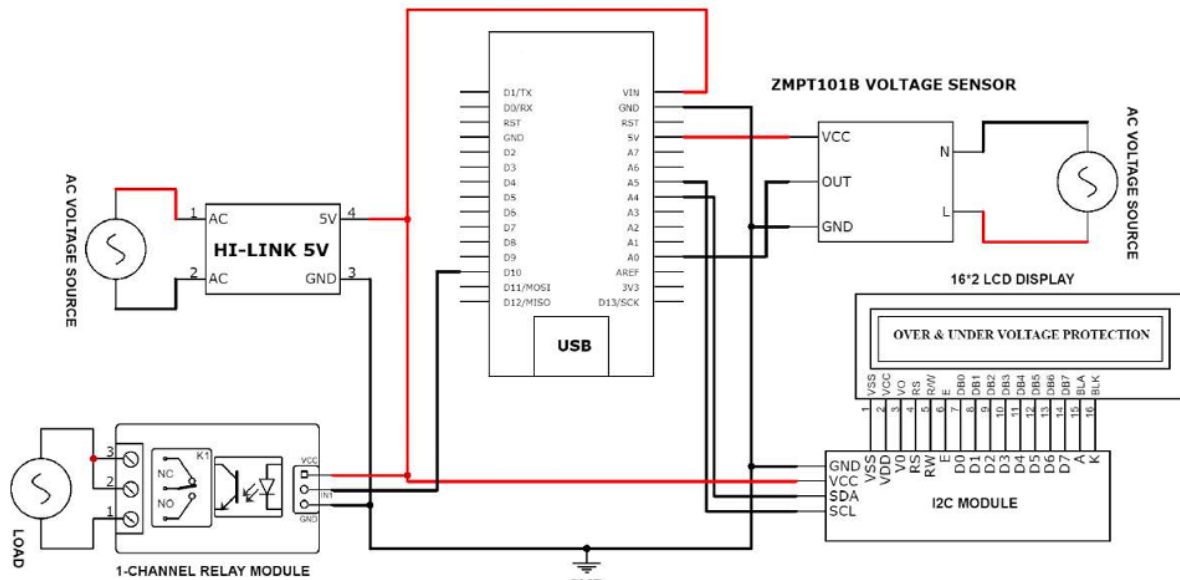 D1/TX
D0/RX
RST
GND
D2
D3
D4
D5
D6
D7
D8
D9
D10
D11/MOSI
D12/MISO
VIN
GND
RST
5V
A7
A6
A5
A4
A3
A2
A1
A0
AREF
3V3
D13/SCK
USB
ZMPT101B VOLTAGE SENSOR
VCC
OUT
GND
N
L
AC VOLTAGE SOURCE
AC VOLTAGE SOURCE
1 AC 5V 4
HI-LINK 5V
2 AC GND 3
16*2 LCD DISPLAY
OVER & UNDER VOLTAGE PROTECTION
VSS VCC VO RS R/W E DB0 DB1 DB2 DB3 DB4 DB5 DB6 DB7 BLA BLK
1 2 3 4 5 6 7 8 9 10 11 12 13 14 15 16
VSS VDD V0 RS RW E D0 D1 D2 D3 D4 D5 D6 D7 A K
GND
VCC
SDA
SCL
I2C MODULE
3
2
1
NC
NO
K1
VCC
IN1
GND
LOAD
1-CHANNEL RELAY MODULE